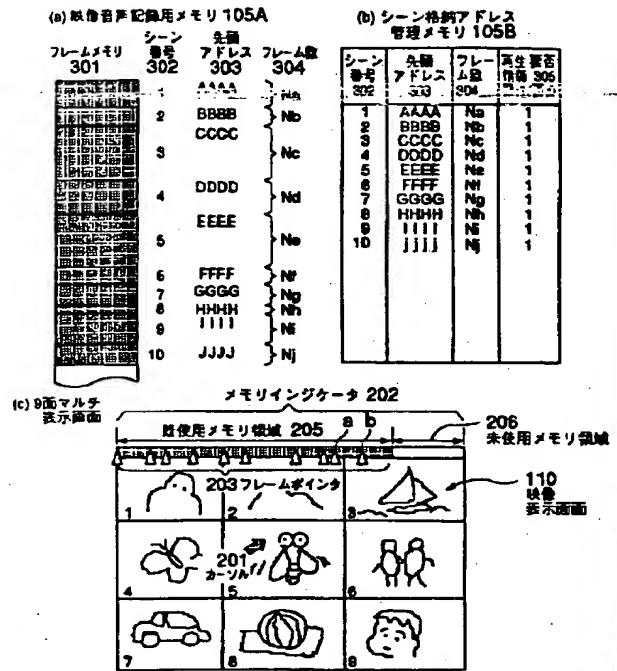 (a) 映像音声記録用メモリ 105A
フレームメモリ
301
シーン
番号
302
先頭
アドレス
303
フレーム数
304
1 AAAA Na
2 BBBB Nb
3 CCCC Nc
4 DDDD Nd
5 EEEE Ne
6 FFFF Nf
7 GGGG Ng
8 HHHH Nh
9 IIII Ni
10 JJJJ Nj
(b) シーン格納アドレス
管理メモリ 105B
シーン
番号
302
先頭
アドレス
303
フレー
ム数
304
再生要否
情報 305
1 AAAA Na 1
2 BBBB Nb 1
3 CCCC Nc 1
4 DDDD Nd 1
5 EEEE Ne 1
6 FFFF Nf 1
7 GGGG Ng 1
8 HHHH Nh 1
9 IIII Ni 1
10 jjjj Nj 1
(c) 9面マルチ
表示画面
メモリインジケータ 202
既使用メモリ領域 205
a
b
206
未使用メモリ領域
203 フレームポインタ
110
映像
表示画面
1
2
3
201
カーソル
4
5
6
7
8
9